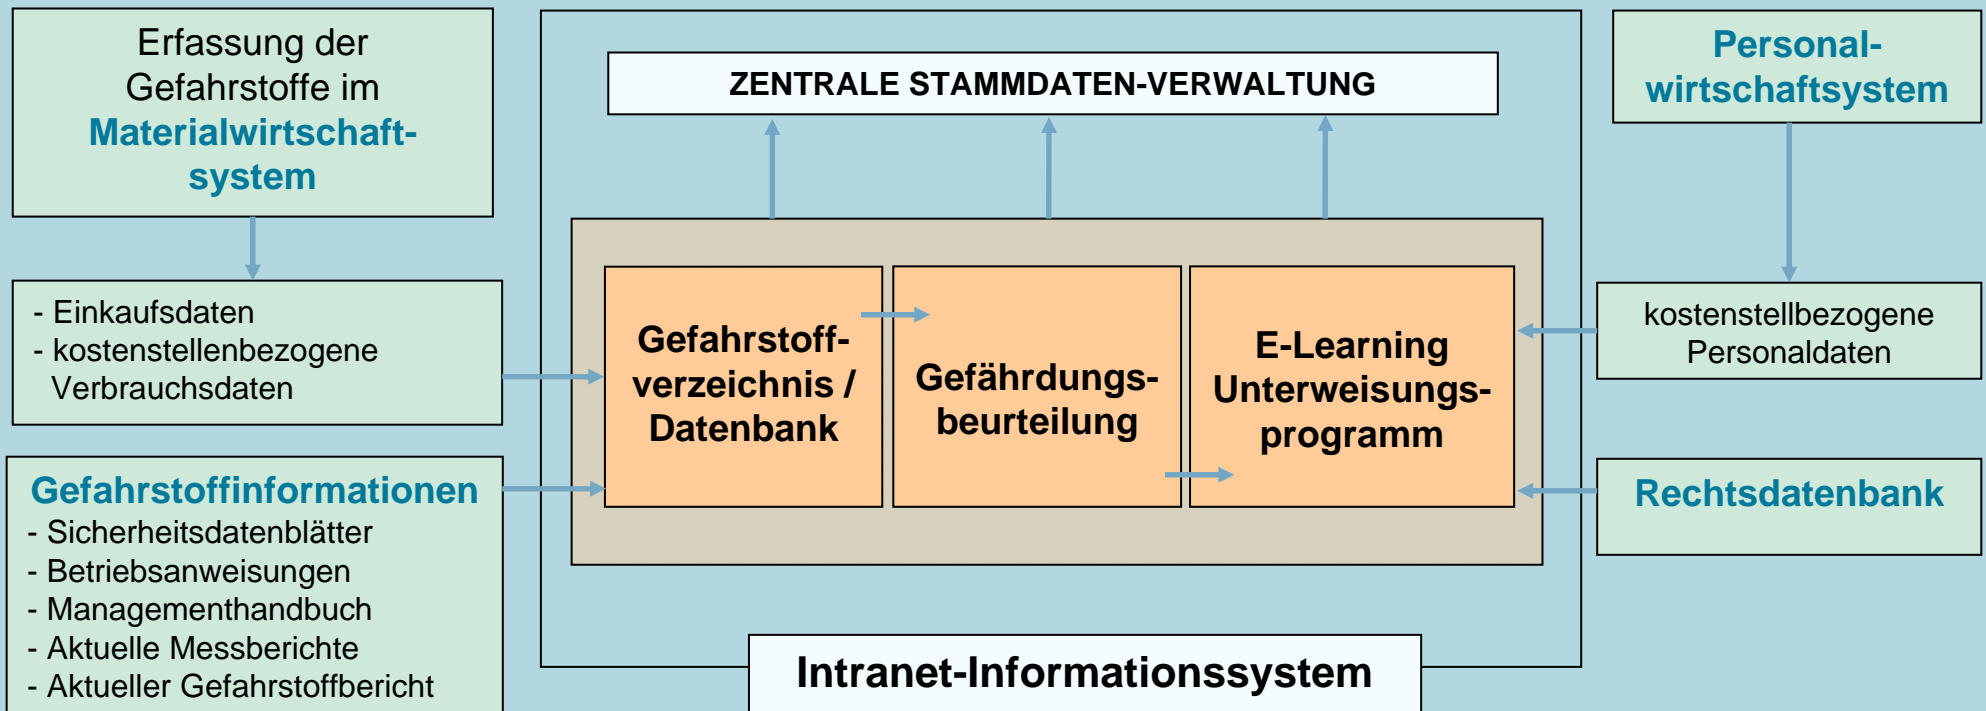 Erfassung der
Gefahrstoffe im
Materialwirtschaft-
system
- Einkaufsdaten
- kostenstellenbezogene
Verbrauchsdaten
Gefahrstoffinformationen
- Sicherheitsdatenblätter
- Betriebsanweisungen
- Managementhandbuch
- Aktuelle Messberichte
- Aktueller Gefahrstoffbericht
ZENTRALE STAMMDATEN-VERWALTUNG
Gefahrstoff-
verzeichnis /
Datenbank
Gefährdungs-
beurteilung
E-Learning
Unterweisungs-
programm
Intranet-Informationssystem
Personal-
wirtschaftsystem
kostenstellbezogene
Personaldaten
Rechtsdatenbank